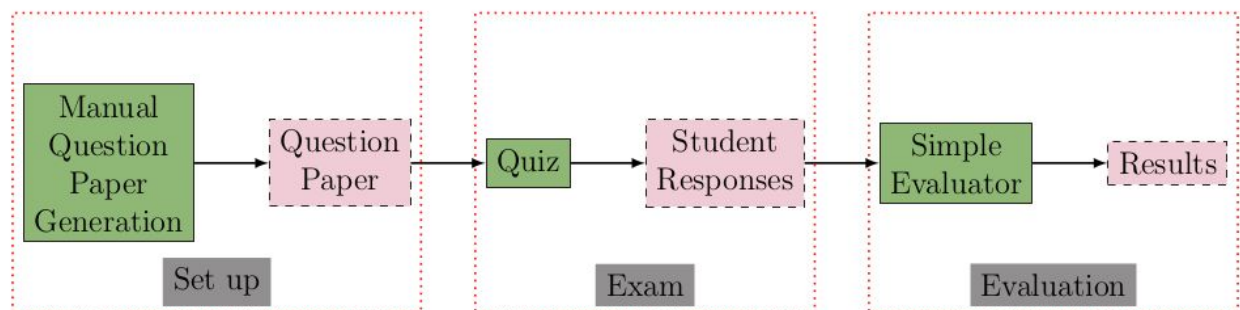 Manual
Question
Paper
Generation
Question
Paper
Quiz
Student
Responses
Simple
Evaluator
Results
Set up
Exam
Evaluation